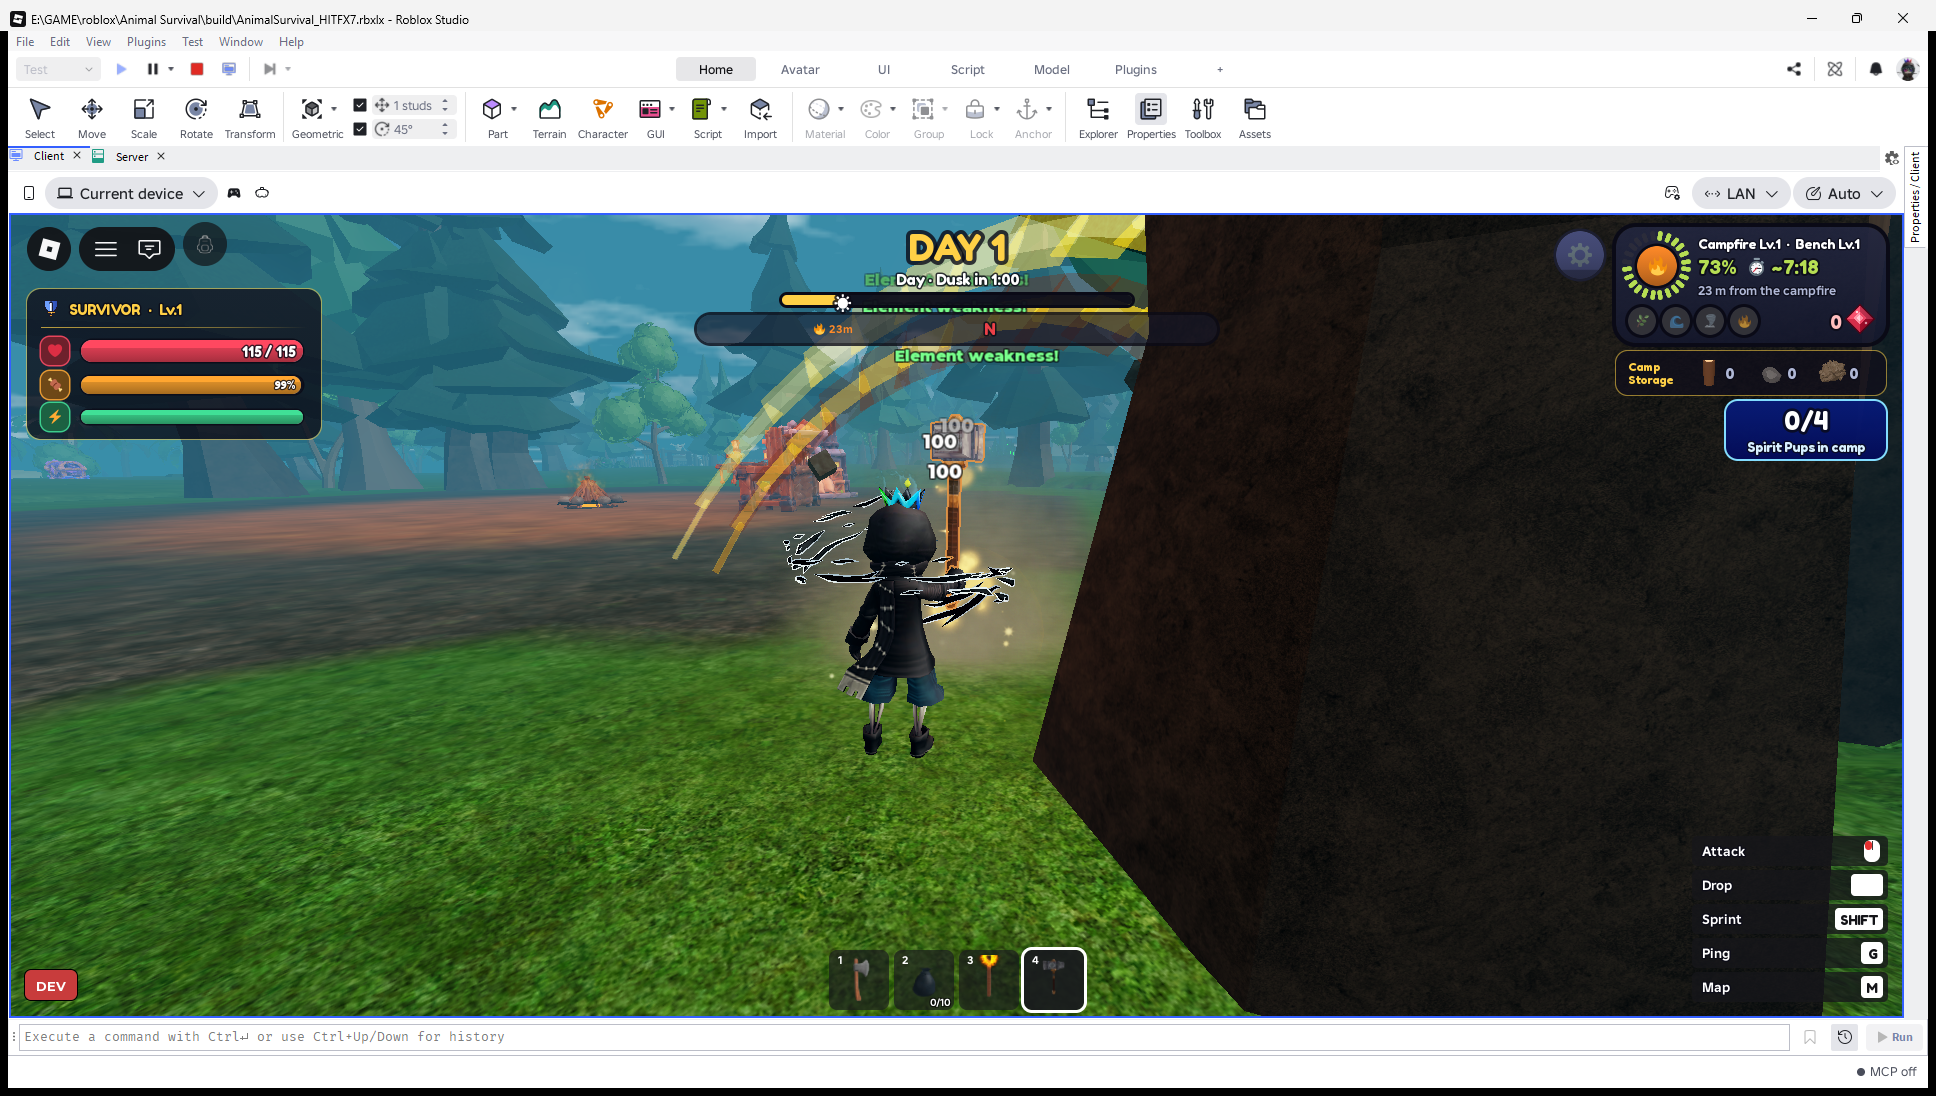 E:\GAME\roblox\Animal Survival\build\AnimalSurvival_HITFX7.rbxlx - Roblox Studio
File Edit View Plugins Test Window Help
Test
Home Avatar UI Script Model Plugins +
1 studs
45°
Select Move Scale Rotate Transform Geometric Part Terrain Character GUI Script Import Material Color Group Lock Anchor Explorer Properties Toolbox Assets
Client Server
Properties / Client
Current device
LAN Auto
DAY 1
Day · Dusk in 1:00
Element weakness!
23m N
Element weakness!
SURVIVOR · Lv.1
115 / 115
99%
Campfire Lv.1 · Bench Lv.1
73% ~7:18
23 m from the campfire
0
Camp
Storage
0 0 0
0/4
Spirit Pups in camp
-100
100
100
Attack
Drop
Sprint SHIFT
Ping G
Map M
DEV
1 2 3 4
0/10
Execute a command with Ctrl↵ or use Ctrl+Up/Down for history
Run
MCP off